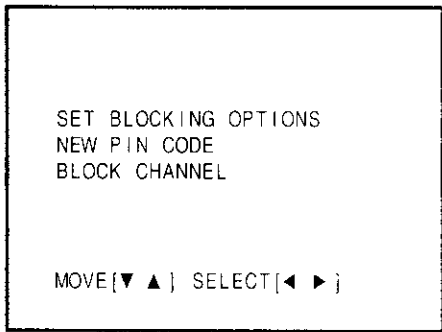 SET BLOCKING OPTIONS
NEW PIN CODE
BLOCK CHANNEL
MOVE[▼ ▲] SELECT[◀ ▶]